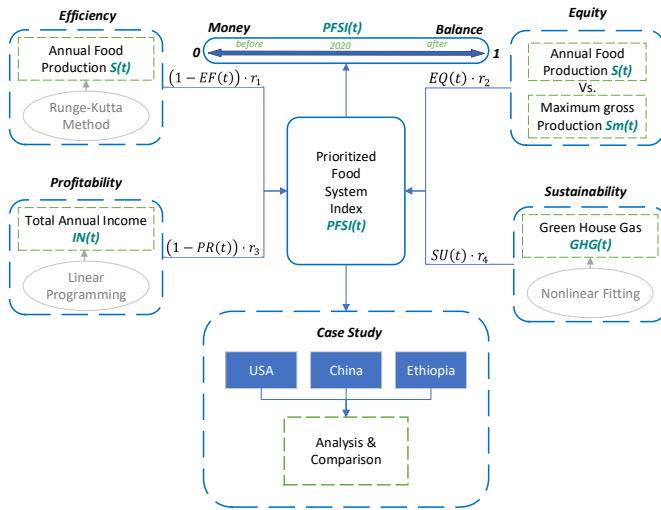 Efficiency
Annual Food
Production S(t)
Runge-Kutta
Method
Money
PFSI(t)
Balance
before
2020
after
0
1
Equity
Annual Food
Production S(t)
Vs.
Maximum gross
Production Sm(t)
(1 − EF(t)) · r₁
EQ(t) · r₂
Profitability
Total Annual Income
IN(t)
Linear
Programming
(1 − PR(t)) · r₃
Prioritized
Food
System
Index
PFSI(t)
SU(t) · r₄
Sustainability
Green House Gas
GHG(t)
Nonlinear Fitting
Case Study
USA
China
Ethiopia
Analysis &
Comparison